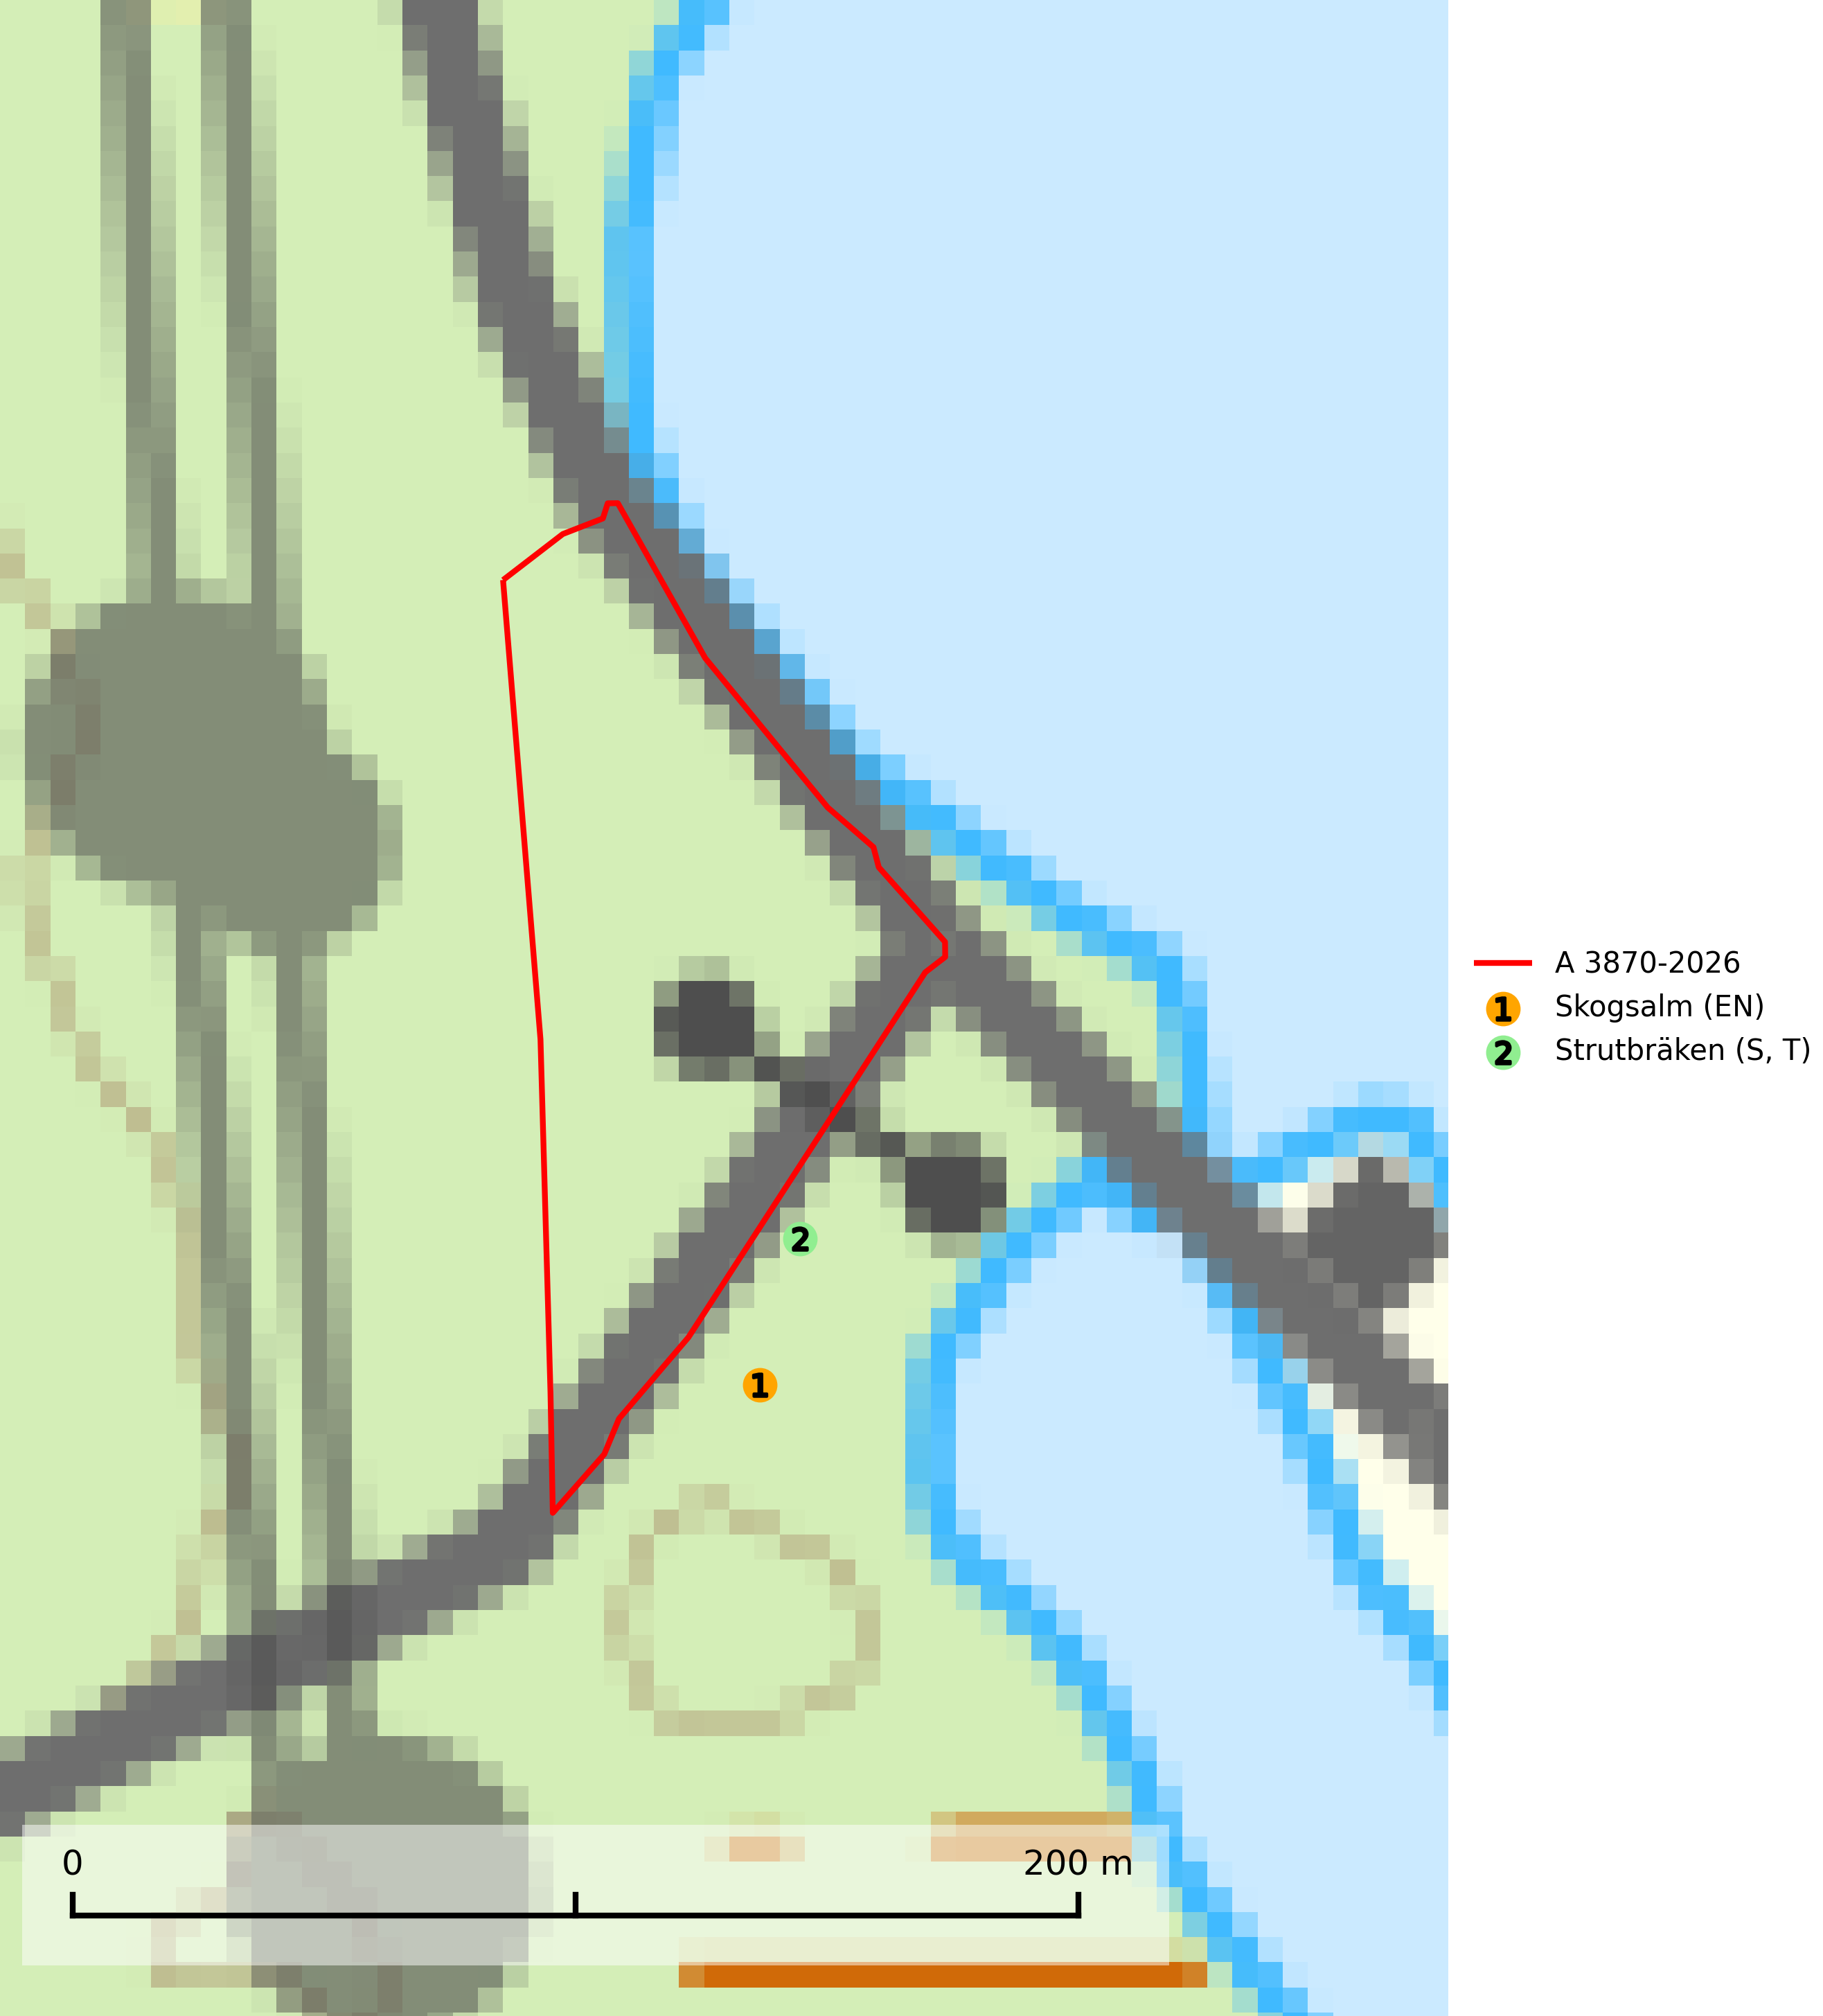 A 3870-2026
1 Skogsalm (EN)
2 Strutbräken (S, T)
2
1
0 200 m